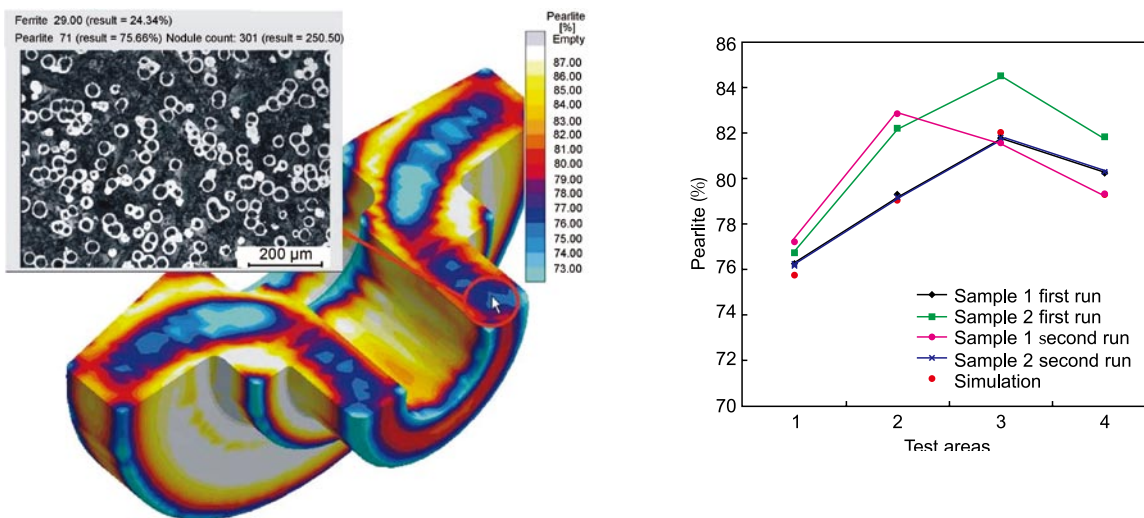 Ferrite 29.00 (result = 24.34%)
Pearlite 71 (result = 75.66%) Nodule count: 301 (result = 250.50)
200 µm
Pearlite
[%]
Empty
87.00
86.00
85.00
84.00
83.00
82.00
81.00
80.00
79.00
78.00
77.00
76.00
75.00
74.00
73.00
86
84
82
80
78
76
74
72
70
Pearlite (%)
Sample 1 first run
Sample 2 first run
Sample 1 second run
Sample 2 second run
Simulation
1 2 3 4
Test areas